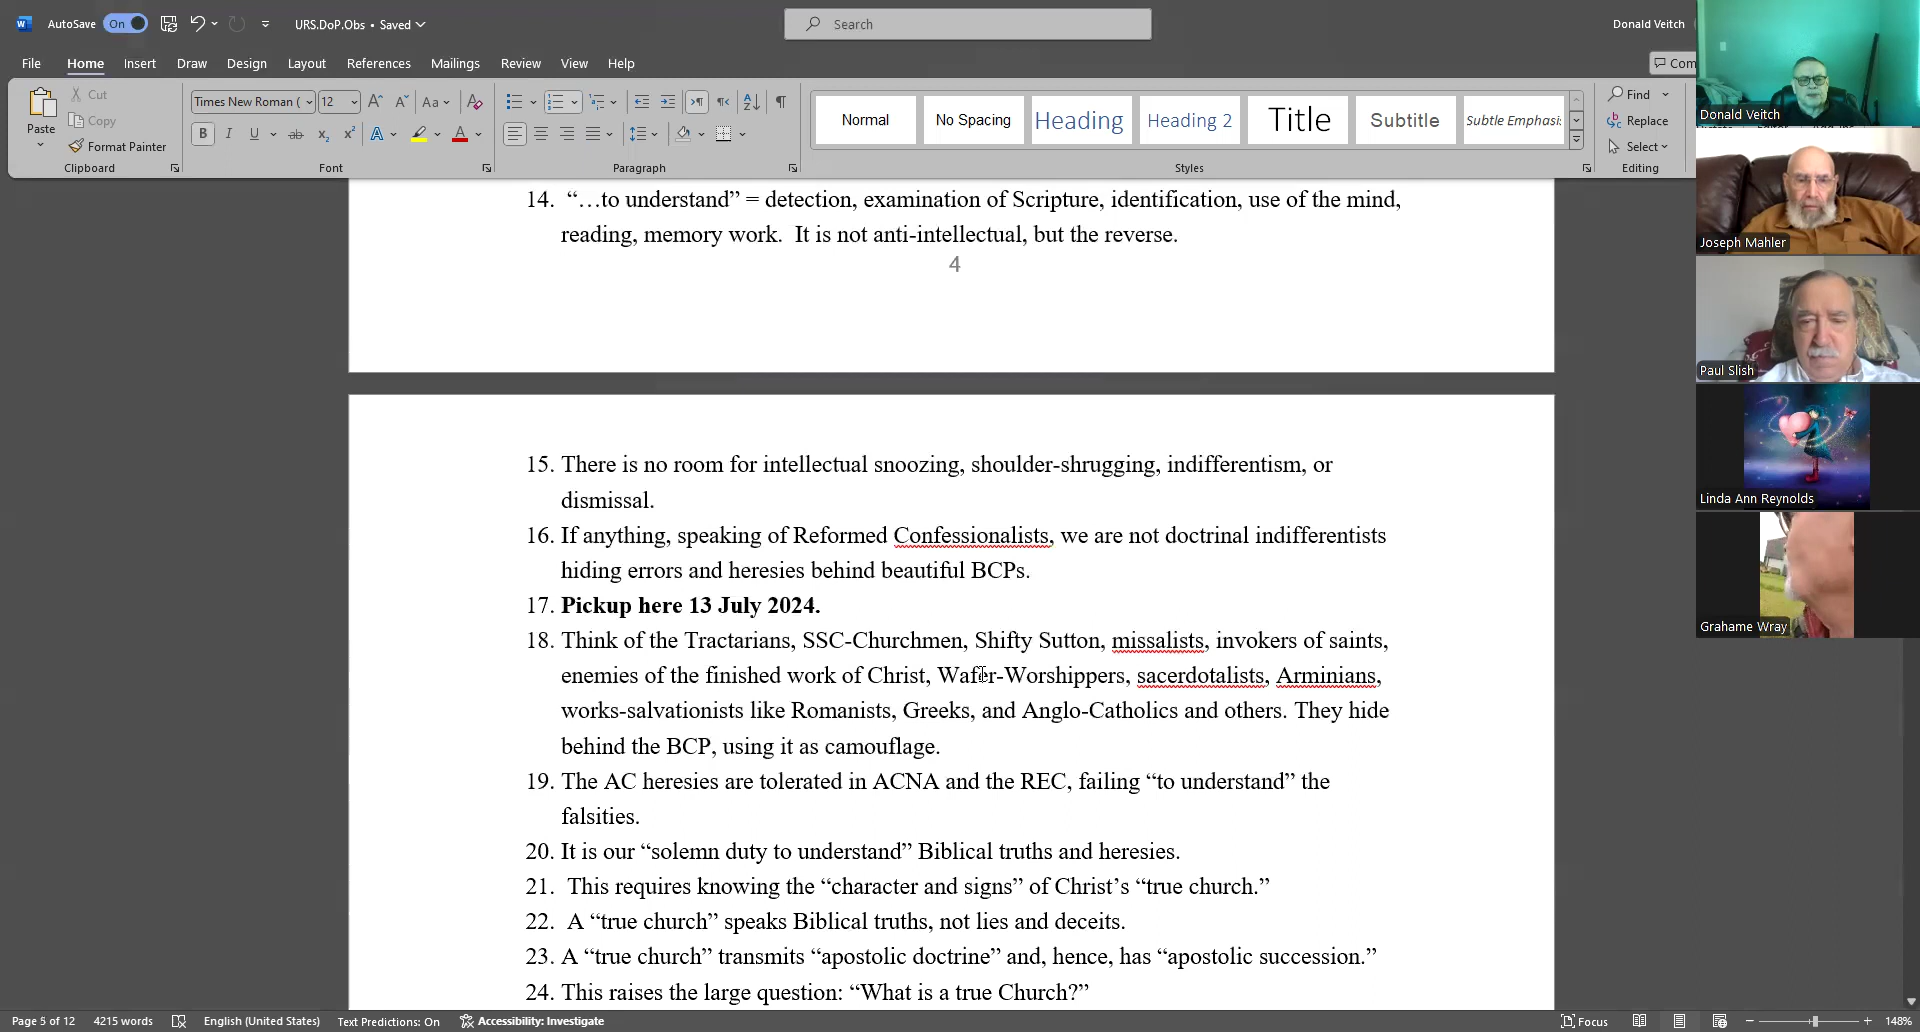 AutoSave On URS.DoP.Obs • Saved Search Donald Veitch
File Home Insert Draw Design Layout References Mailings Review View Help Com
Paste Cut Copy Format Painter Clipboard
Times New Roman ( 12 Aa Font
Paragraph
Normal No Spacing Heading Heading 2 Title Subtitle Subtle Emphasi: Styles
Find Replace Select Editing
14. “…to understand” = detection, examination of Scripture, identification, use of the mind,
reading, memory work. It is not anti-intellectual, but the reverse.
4
15. There is no room for intellectual snoozing, shoulder-shrugging, indifferentism, or
dismissal.
16. If anything, speaking of Reformed Confessionalists, we are not doctrinal indifferentists
hiding errors and heresies behind beautiful BCPs.
17. Pickup here 13 July 2024.
18. Think of the Tractarians, SSC-Churchmen, Shifty Sutton, missalists, invokers of saints,
enemies of the finished work of Christ, Wafer-Worshippers, sacerdotalists, Arminians,
works-salvationists like Romanists, Greeks, and Anglo-Catholics and others. They hide
behind the BCP, using it as camouflage.
19. The AC heresies are tolerated in ACNA and the REC, failing “to understand” the
falsities.
20. It is our “solemn duty to understand” Biblical truths and heresies.
21. This requires knowing the “character and signs” of Christ’s “true church.”
22. A “true church” speaks Biblical truths, not lies and deceits.
23. A “true church” transmits “apostolic doctrine” and, hence, has “apostolic succession.”
24. This raises the large question: “What is a true Church?”
Donald Veitch
Joseph Mahler
Paul Slish
Linda Ann Reynolds
Grahame Wray
Page 5 of 12 4215 words English (United States) Text Predictions: On Accessibility: Investigate Focus 148%